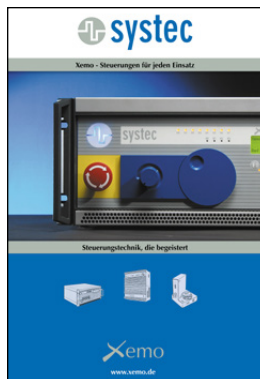 systec
Xemo - Steuerungen für jeden Einsatz
systec
Steuerungstechnik, die begeistert
Xemo
www.xemo.de